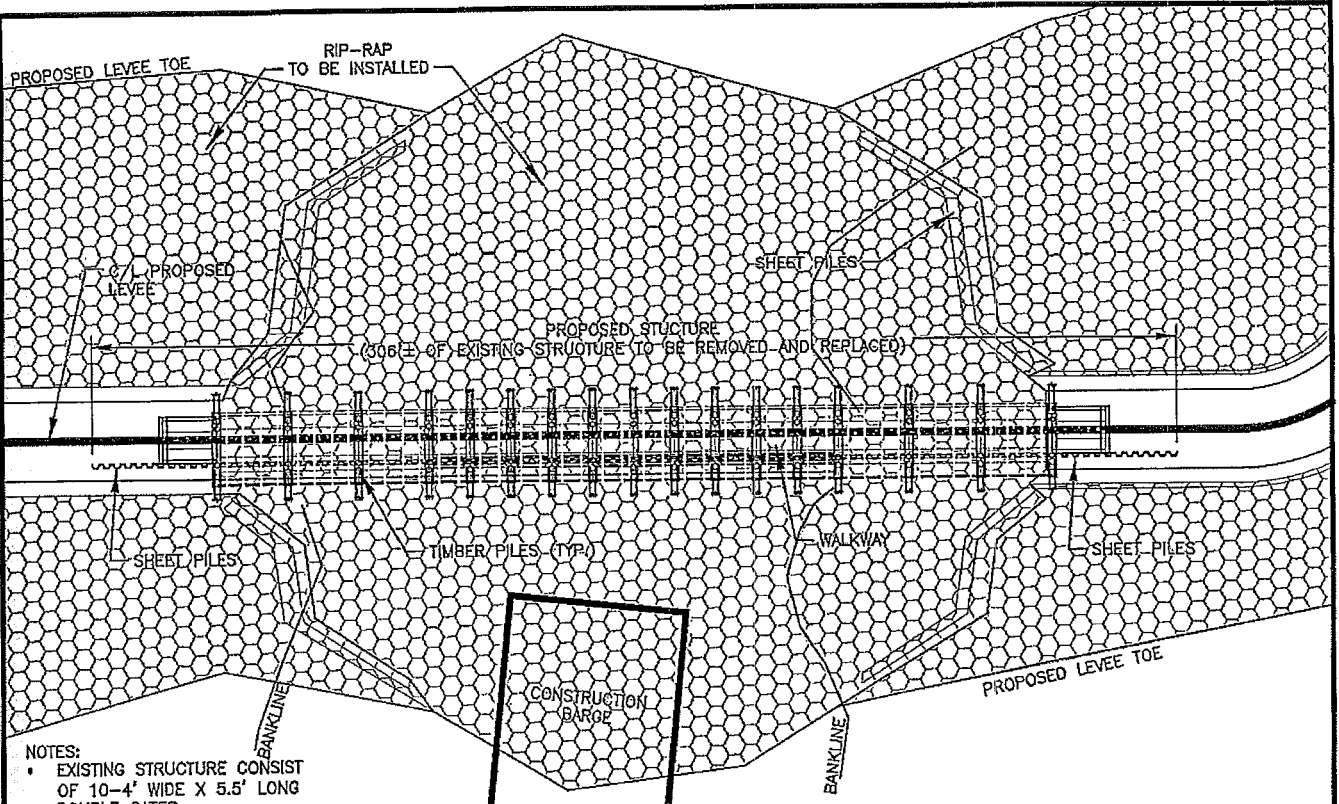 RIP-RAP
TO BE INSTALLED
PROPOSED LEVEE TOE
SHEET PILES
C/L PROPOSED
LEVEE
PROPOSED STUCTURE
(306'± OF EXISTING STRUCTURE TO BE REMOVED AND REPLACED)
SHEET PILES
TIMBER PILES (TYP.)
WALKWAY
SHEET PILES
CONSTRUCTION
BARGE
PROPOSED LEVEE TOE
BANKLINE
BANKLINE
NOTES:
• EXISTING STRUCTURE CONSIST
OF 10-4' WIDE X 5.5' LONG